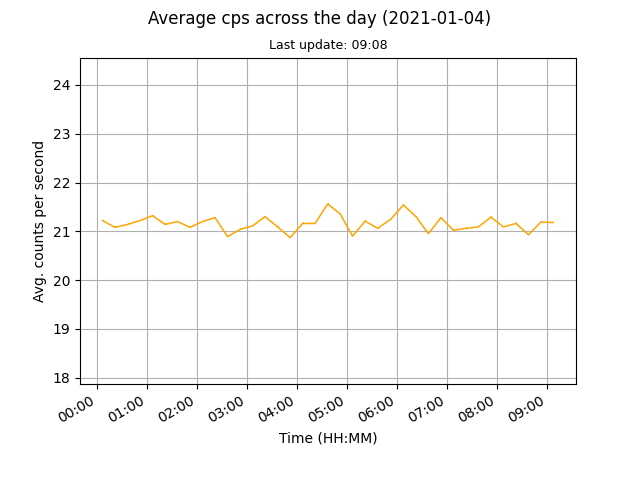 Average cps across the day (2021-01-04)
Last update: 09:08
24
23
22
21
20
19
18
Avg. counts per second
00:00 01:00 02:00 03:00 04:00 05:00 06:00 07:00 08:00 09:00
Time (HH:MM)